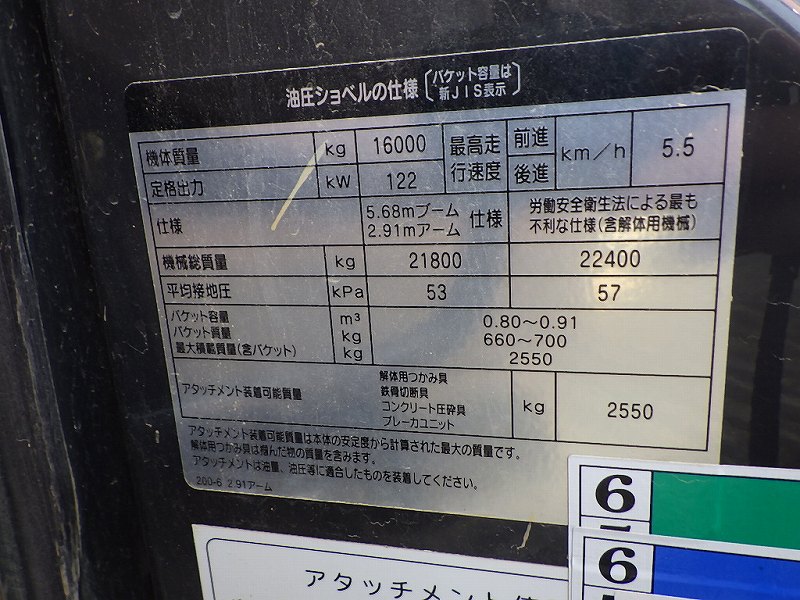 油圧ショベルの仕様 〔バケット容量は
新JIS表示〕
機体質量 kg 16000 最高走行速度 前進 後進 km/h 5.5
定格出力 kW 122
仕様 5.68mブーム 2.91mアーム 仕様 労働安全衛生法による最も
不利な仕様(含解体用機械)
機械総質量 kg 21800 22400
平均接地圧 kPa 53 57
バケット容量 m³ 0.80~0.91
バケット質量 kg 660~700
最大積載質量(含バケット) kg 2550
アタッチメント装着可能質量 解体用つかみ具 kg 2550
鉄骨切断具
コンクリート圧砕具
ブレーカユニット
アタッチメント装着可能質量は本体の安定度から計算された最大の質量です。
解体用つかみ具は掴んだ物の質量を含みます。
アタッチメントは油量、油圧等に適合したものを装着してください。
200-6 2.91アーム
6
6
アタッチメント